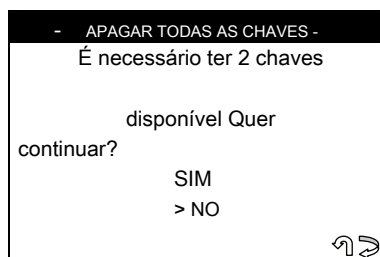 - APAGAR TODAS AS CHAVES -
É necessário ter 2 chaves
disponível Quer
continuar?
SIM
> NO